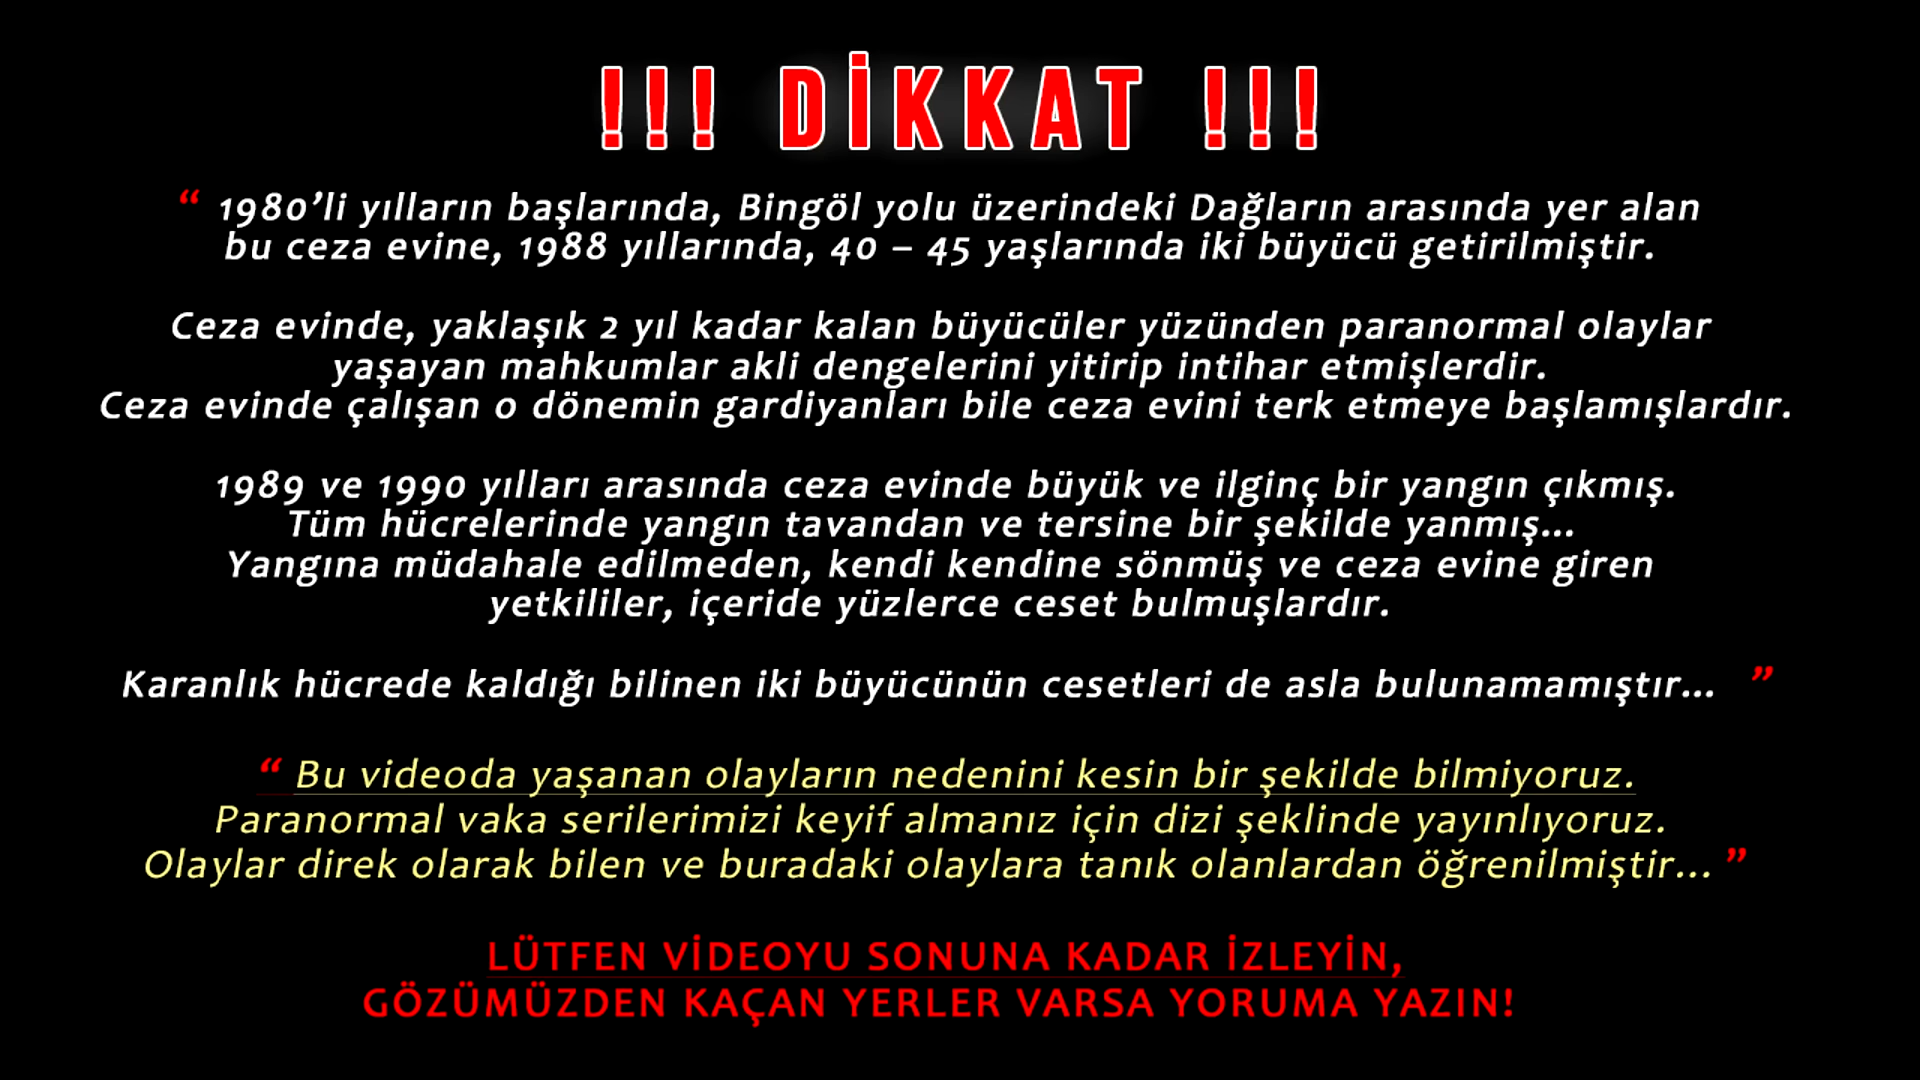 !!! DİKKAT !!!
“ 1980’li yılların başlarında, Bingöl yolu üzerindeki Dağların arasında yer alan
bu ceza evine, 1988 yıllarında, 40 – 45 yaşlarında iki büyücü getirilmiştir.
Ceza evinde, yaklaşık 2 yıl kadar kalan büyücüler yüzünden paranormal olaylar
yaşayan mahkumlar akli dengelerini yitirip intihar etmişlerdir.
Ceza evinde çalışan o dönemin gardiyanları bile ceza evini terk etmeye başlamışlardır.
1989 ve 1990 yılları arasında ceza evinde büyük ve ilginç bir yangın çıkmış.
Tüm hücrelerinde yangın tavandan ve tersine bir şekilde yanmış...
Yangına müdahale edilmeden, kendi kendine sönmüş ve ceza evine giren
yetkililer, içeride yüzlerce ceset bulmuşlardır.
Karanlık hücrede kaldığı bilinen iki büyücünün cesetleri de asla bulunamamıştır... ”
“ Bu videoda yaşanan olayların nedenini kesin bir şekilde bilmiyoruz.
Paranormal vaka serilerimizi keyif almanız için dizi şeklinde yayınlıyoruz.
Olaylar direk olarak bilen ve buradaki olaylara tanık olanlardan öğrenilmiştir... ”
LÜTFEN VİDEOYU SONUNA KADAR İZLEYİN,
GÖZÜMÜZDEN KAÇAN YERLER VARSA YORUMA YAZIN!